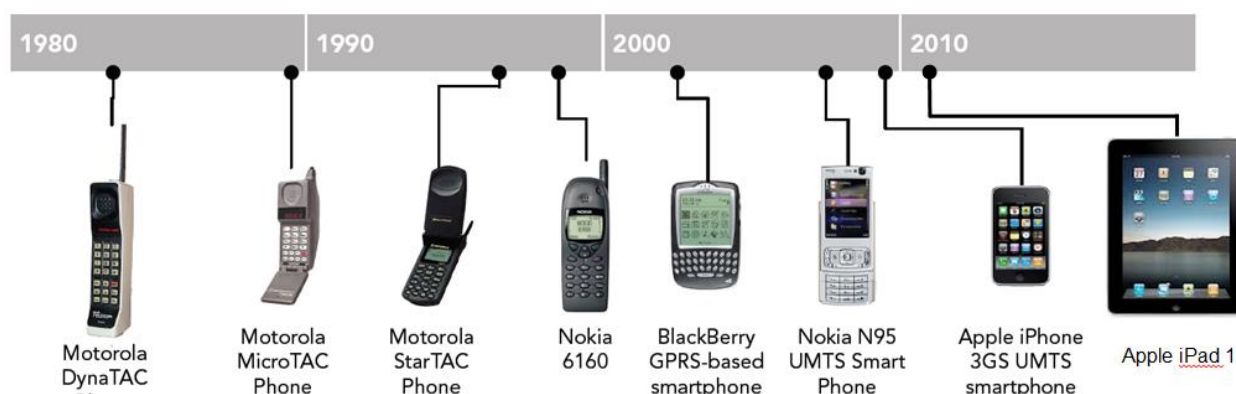 1980 1990 2000 2010
Motorola
DynaTAC
Motorola
MicroTAC
Phone
Motorola
StarTAC
Phone
Nokia
6160
BlackBerry
GPRS-based
smartphone
Nokia N95
UMTS Smart
Phone
Apple iPhone
3GS UMTS
smartphone
Apple iPad 1